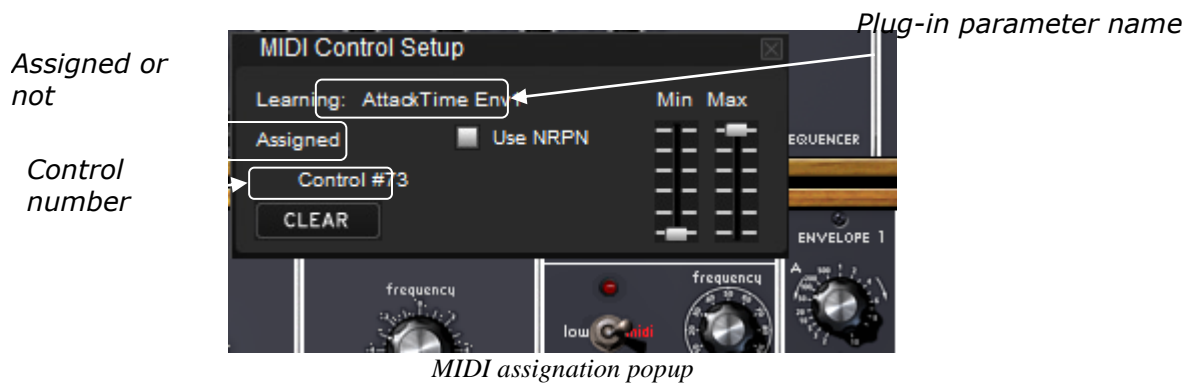 Plug-in parameter name
Assigned or
not
Control
number
MIDI Control Setup
Learning: AttackTime Env1
Min Max
Assigned
Use NRPN
Control #73
CLEAR
EQUENCER
ENVELOPE 1
A
frequency
frequency
low midi
MIDI assignation popup